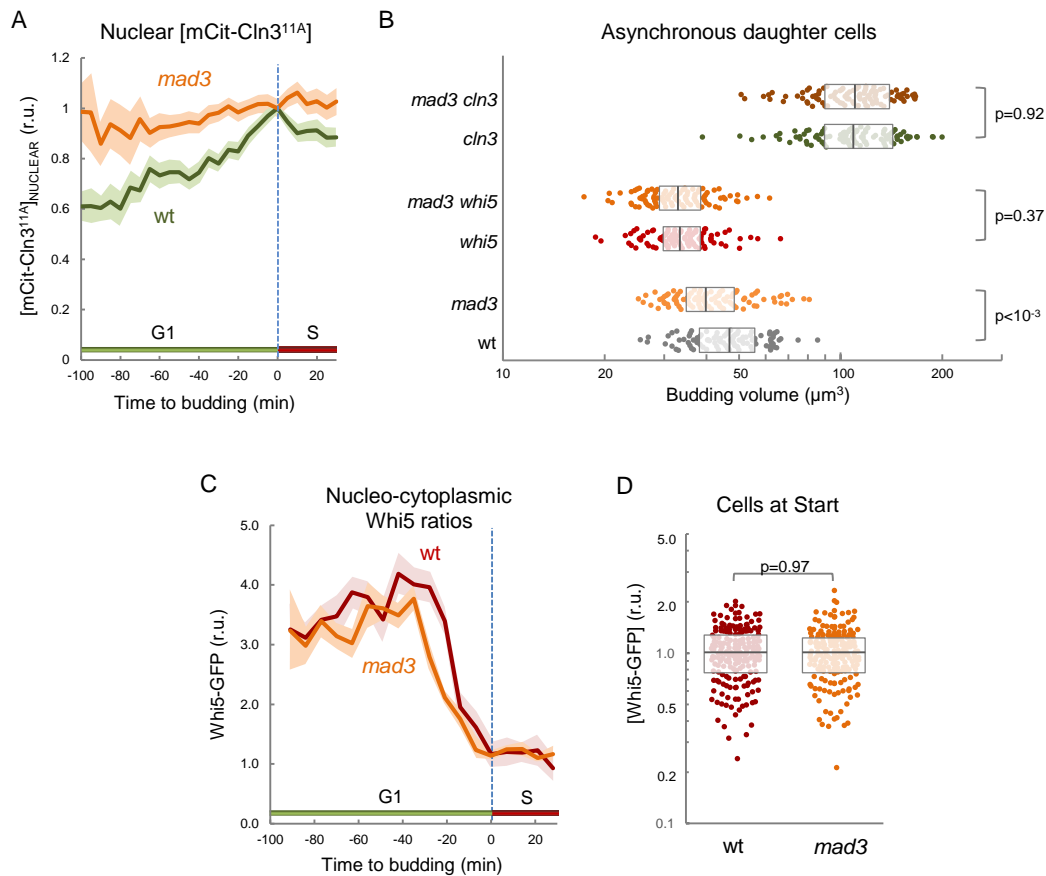 A
Nuclear [mCit-Cln3¹¹ᴬ]
[mCit-Cln3¹¹ᴬ]NUCLEAR (r.u.)
1.2
1
0.8
0.6
0.4
0.2
0
mad3
wt
G1
S
-100
-80
-60
-40
-20
0
20
Time to budding (min)
B
Asynchronous daughter cells
mad3 cln3
cln3
mad3 whi5
whi5
mad3
wt
p=0.92
p=0.37
p<10⁻³
10
20
50
100
200
Budding volume (µm³)
C
Nucleo-cytoplasmic
Whi5 ratios
Whi5-GFP (r.u.)
5.0
4.0
3.0
2.0
1.0
0.0
wt
mad3
G1
S
-100
-80
-60
-40
-20
0
20
Time to budding (min)
D
Cells at Start
[Whi5-GFP] (r.u.)
5.0
2.0
1.0
0.5
0.2
0.1
p=0.97
wt
mad3